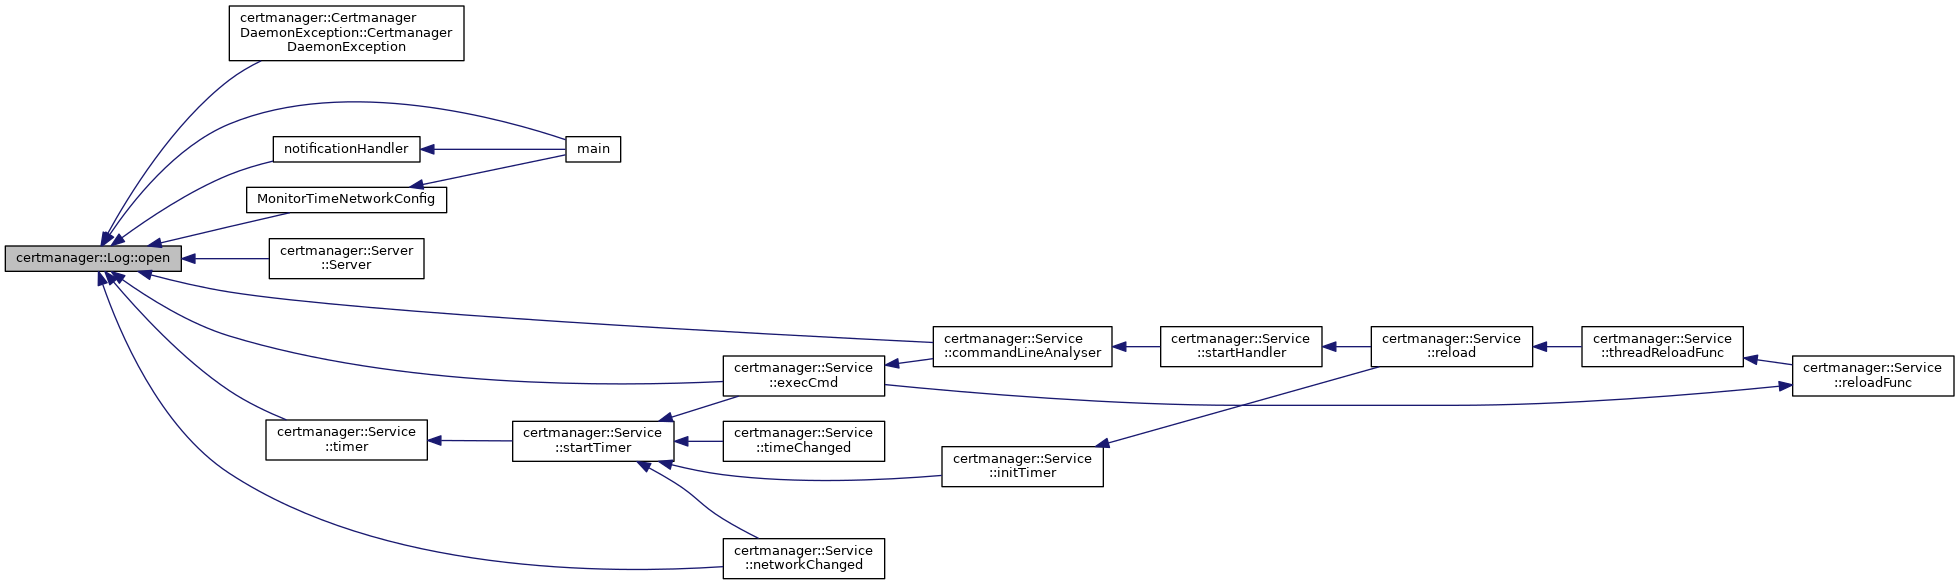 certmanager::Certmanager
DaemonException::Certmanager
DaemonException
main
notificationHandler
MonitorTimeNetworkConfig
certmanager::Log::open
certmanager::Server
::Server
certmanager::Service
::commandLineAnalyser
certmanager::Service
::startHandler
certmanager::Service
::reload
certmanager::Service
::threadReloadFunc
certmanager::Service
::reloadFunc
certmanager::Service
::execCmd
certmanager::Service
::timer
certmanager::Service
::startTimer
certmanager::Service
::timeChanged
certmanager::Service
::initTimer
certmanager::Service
::networkChanged